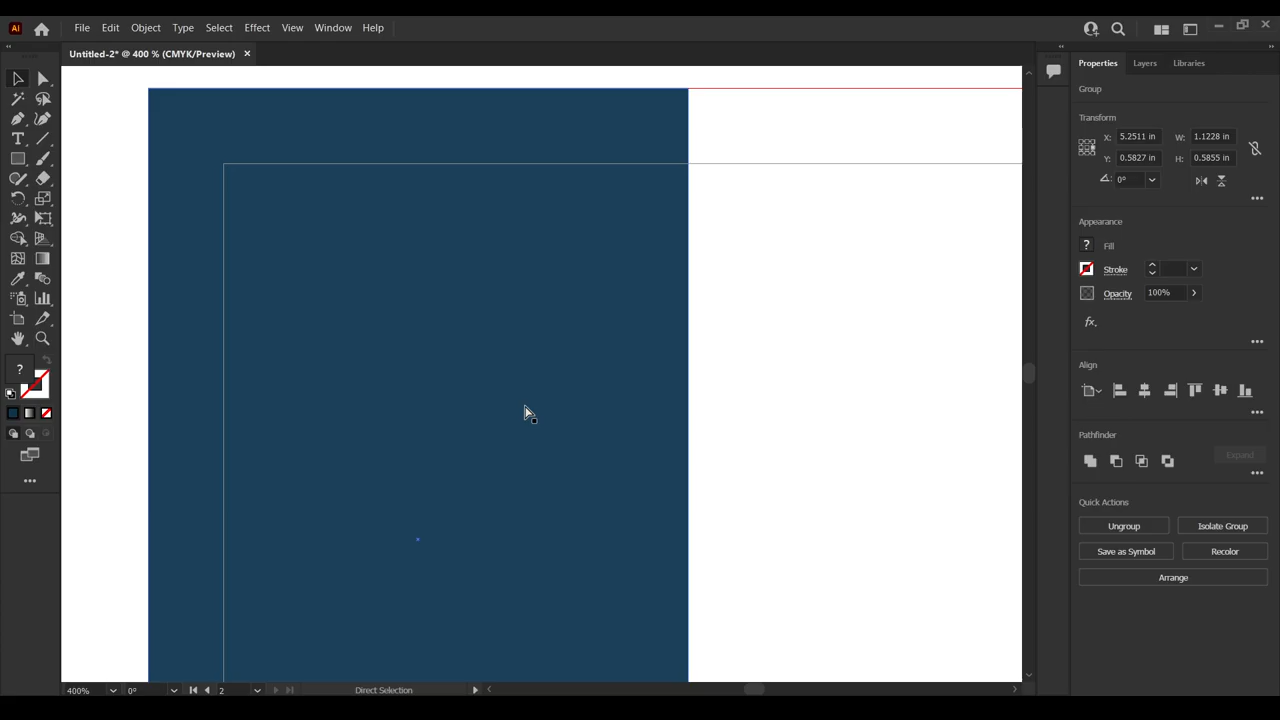 Ai File Edit Object Type Select Effect View Window Help
Untitled-2* @ 400 % (CMYK/Preview) ×
Properties Layers Libraries
Group
Transform
X: 5.2511 in W: 1.1228 in
Y: 0.5827 in H: 0.5855 in
0°
Appearance
? Fill
Stroke
Opacity 100%
fx.
Align
Pathfinder
Expand
Quick Actions
Ungroup Isolate Group
Save as Symbol Recolor
Arrange
?
400% 0° 2 Direct Selection